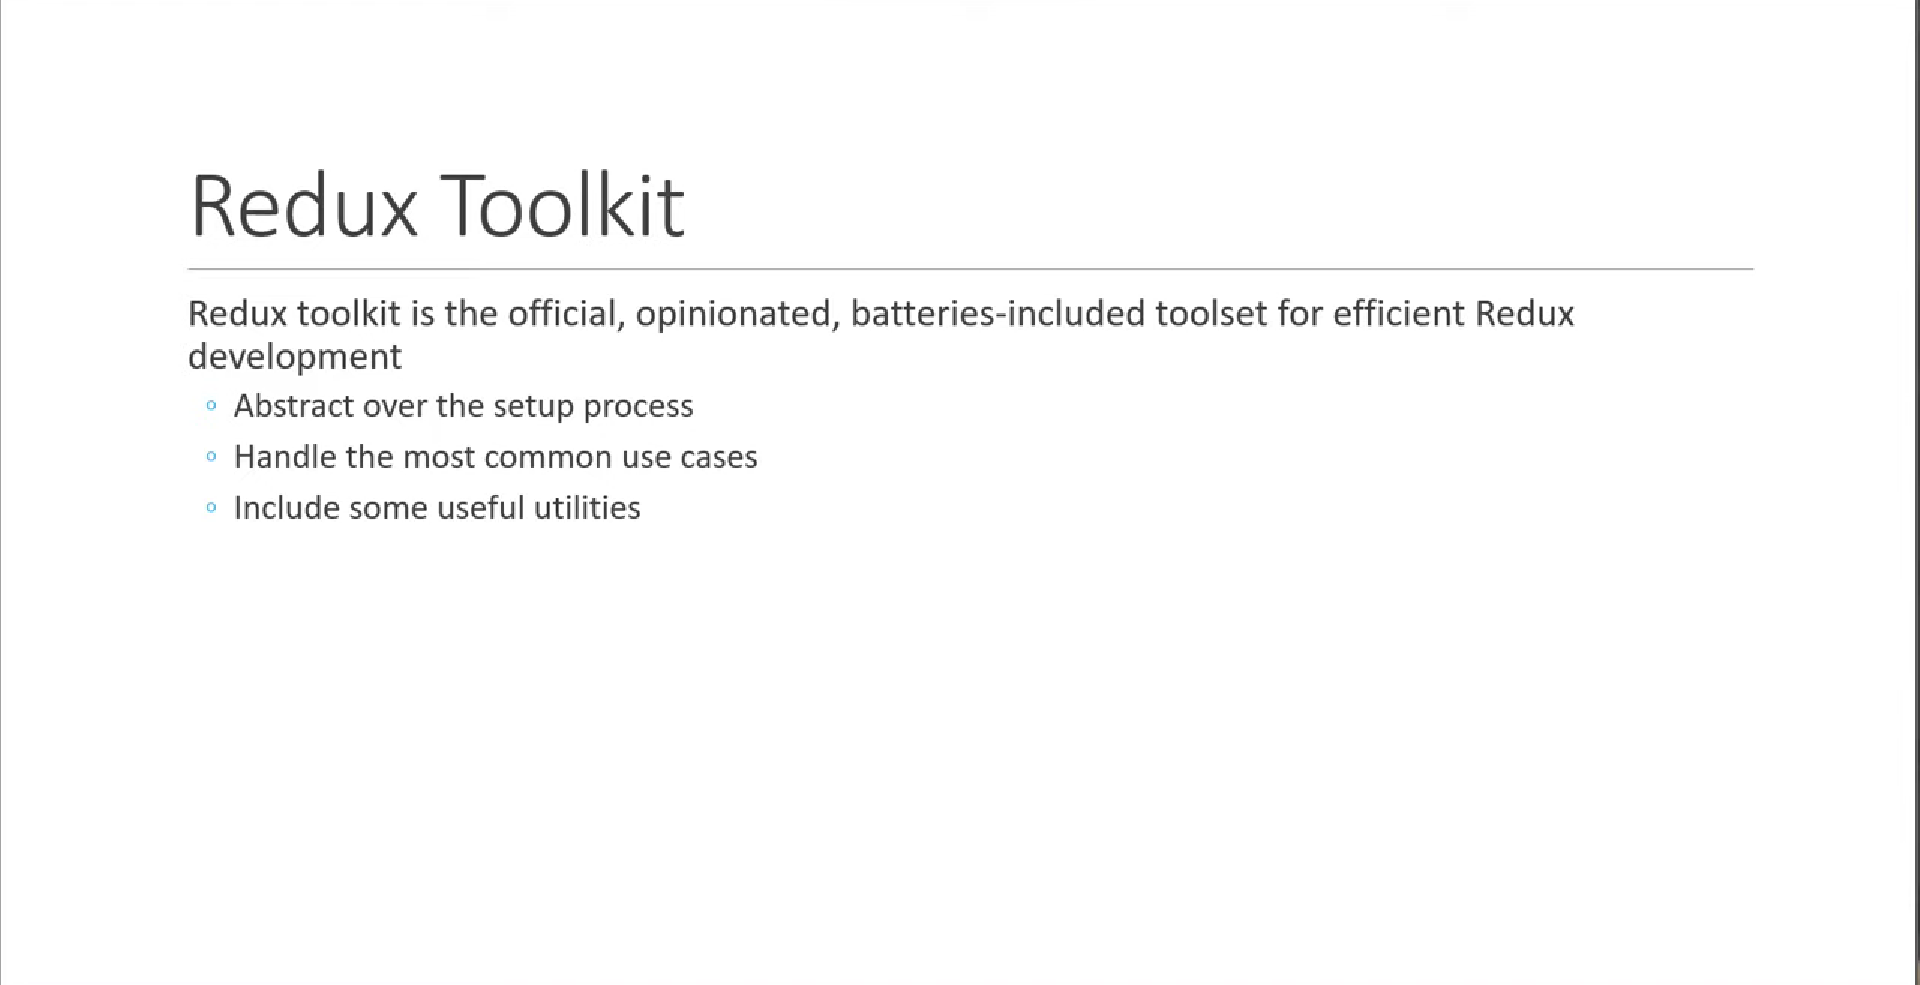 Redux Toolkit
Redux toolkit is the official, opinionated, batteries-included toolset for efficient Redux
development
Abstract over the setup process
Handle the most common use cases
Include some useful utilities